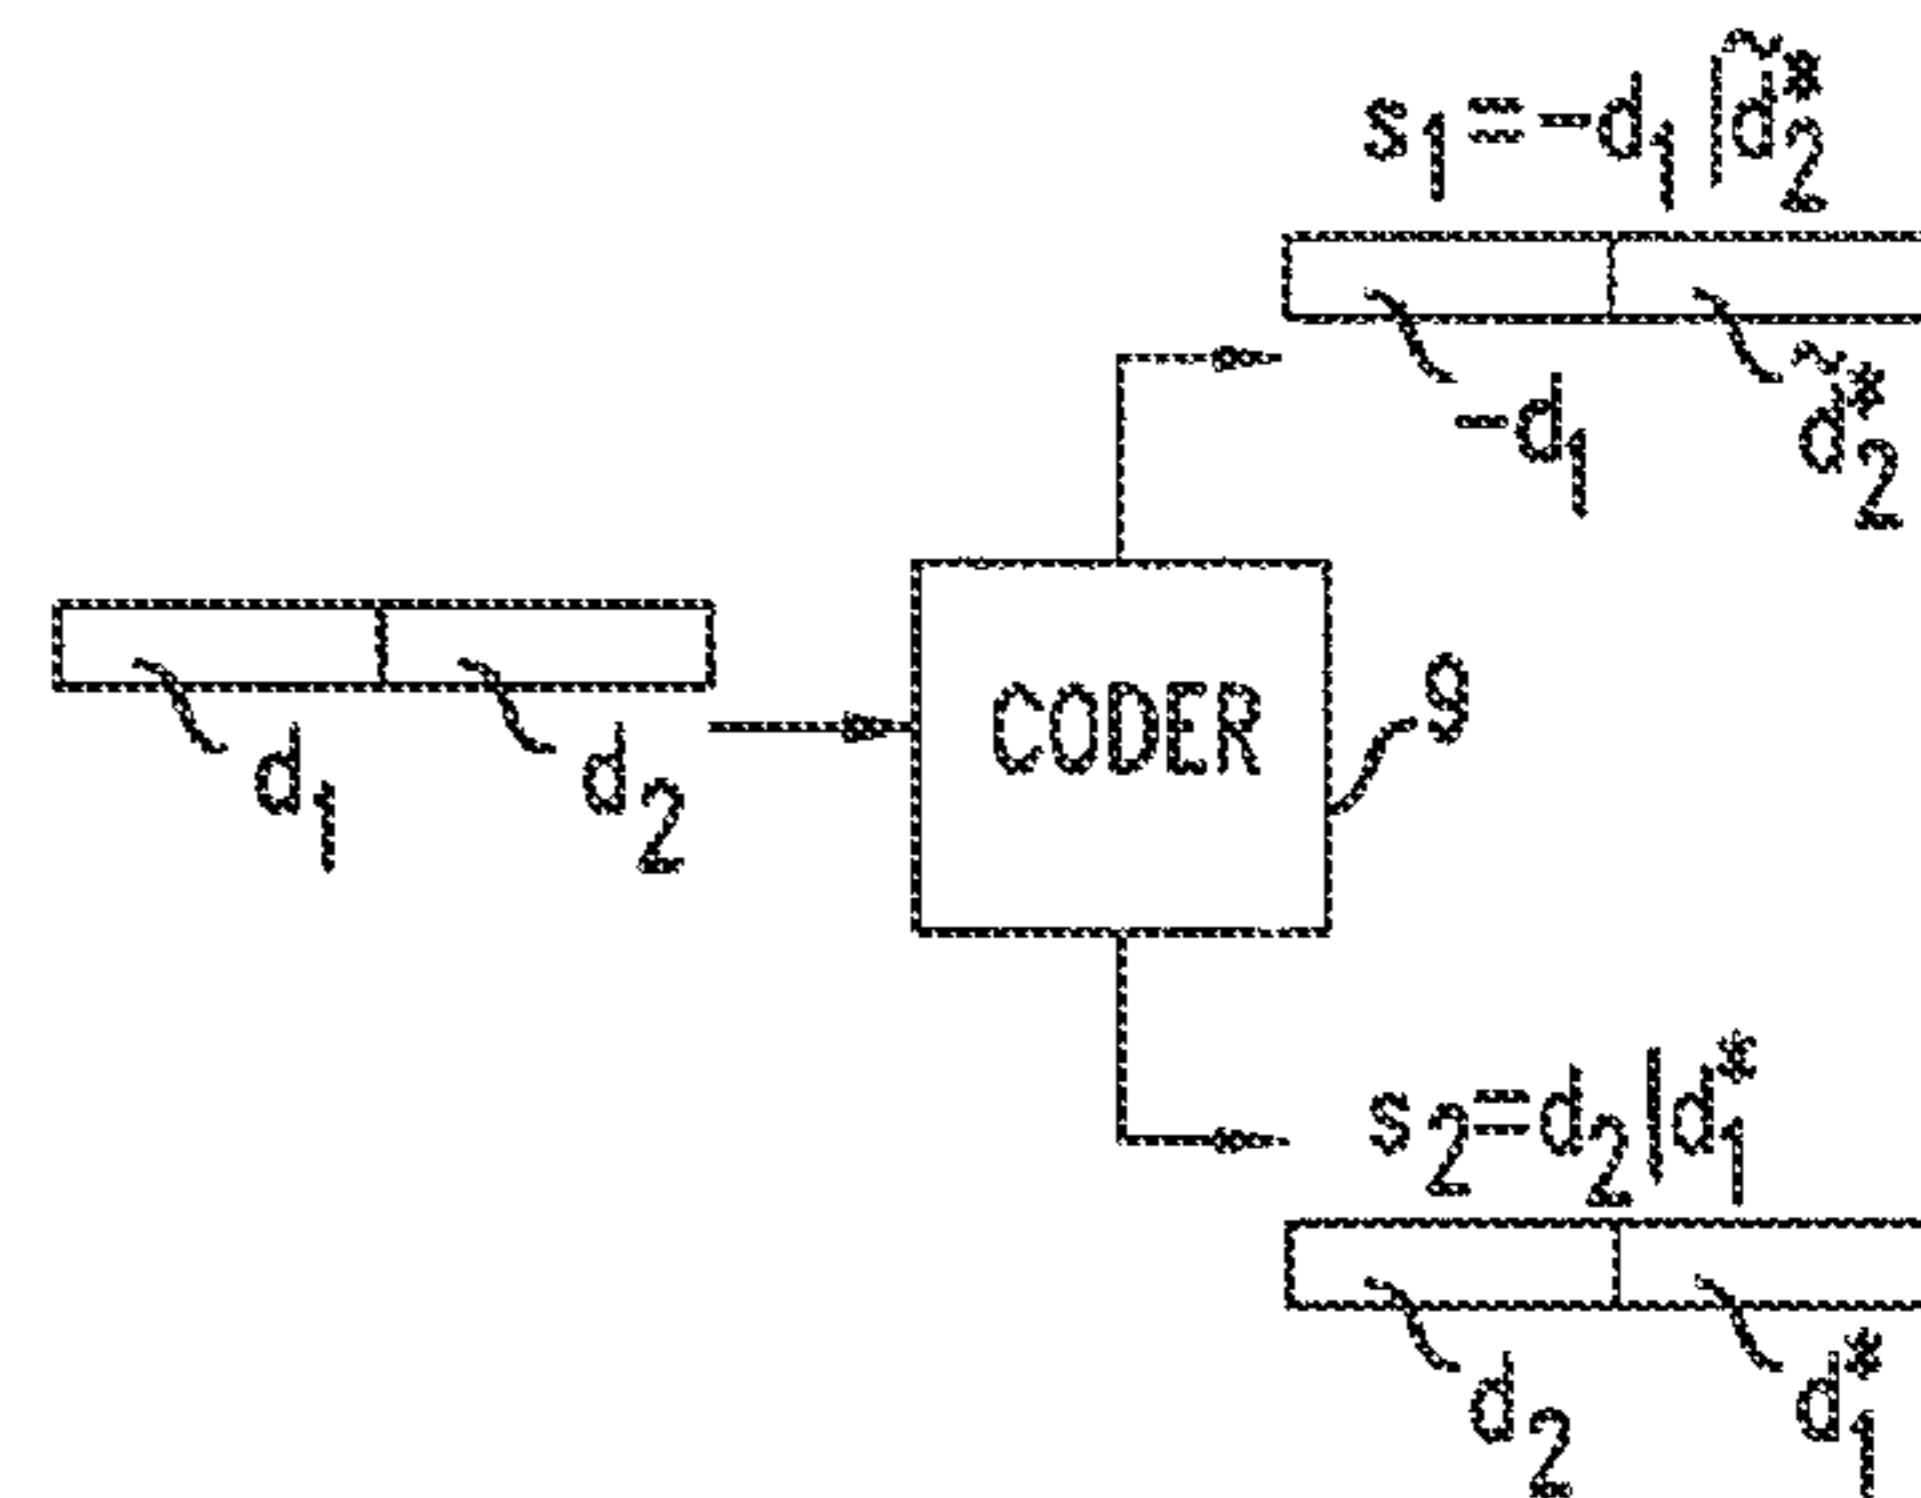 s₁=-d₁|d̃₂*
-d₁ d̃₂*
d₁ d₂
CODER
9
s₂=d₂|d₁*
d₂ d₁*